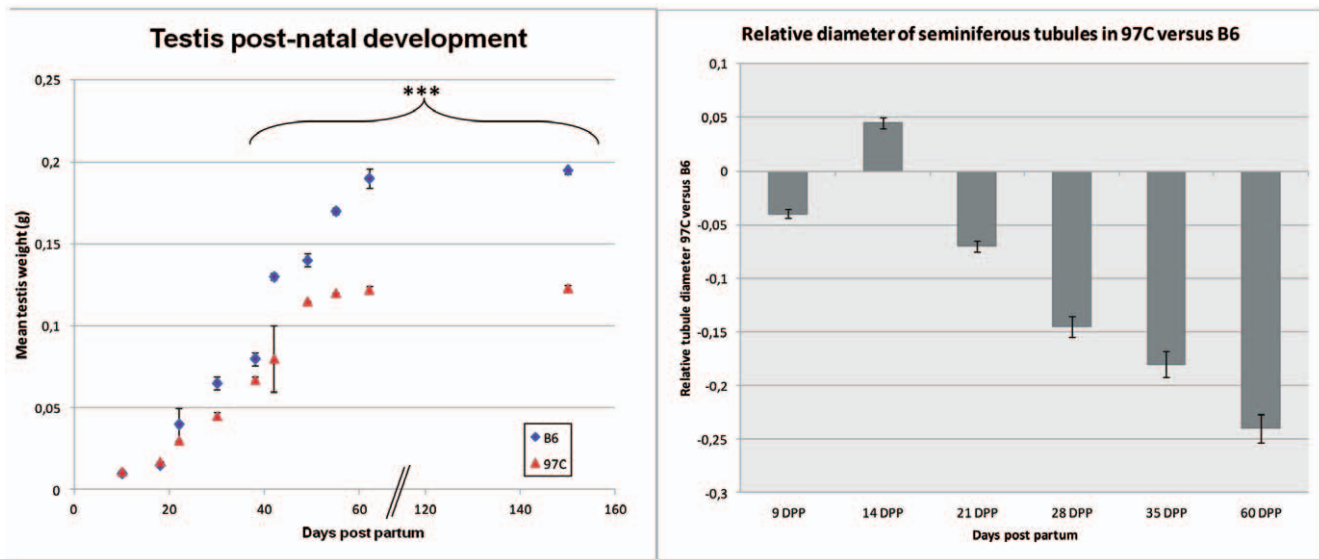 Testis post-natal development
0,25
0,2
0,15
0,1
0,05
0
Mean testis weight (g)
***
B6
97C
0 20 40 60 120 140 160
Days post partum
Relative diameter of seminiferous tubules in 97C versus B6
0,1
0,05
0
-0,05
-0,1
-0,15
-0,2
-0,25
-0,3
Relative tubule diameter 97C versus B6
9 DPP 14 DPP 21 DPP 28 DPP 35 DPP 60 DPP
Days post partum